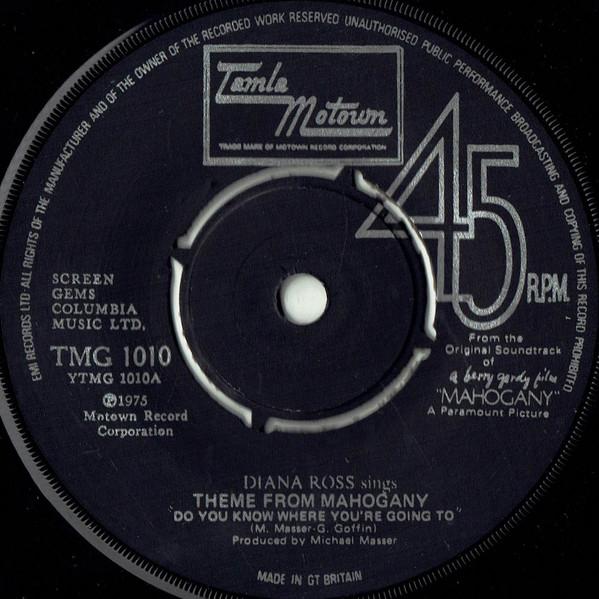 EMI RECORDS LTD·ALL RIGHTS OF THE MANUFACTURER AND OF THE OWNER OF THE RECORDED WORK RESERVED UNAUTHORISED PUBLIC PERFORMANCE BROADCASTING AND COPYING OF THIS RECORD PROHIBITED
Tamla
Motown
TRADE MARK OF MOTOWN RECORD CORPORATION
45
R.P.M.
SCREEN
GEMS
COLUMBIA
MUSIC LTD,
TMG 1010
YTMG 1010A
℗1975
Motown Record
Corporation
From the
Original Soundtrack
of
a berry gordy film
"MAHOGANY"
A Paramount Picture
DIANA ROSS sings
THEME FROM MAHOGANY
"DO YOU KNOW WHERE YOU'RE GOING TO"
(M. Masser-G. Goffin)
Produced by Michael Masser
MADE IN GT BRITAIN